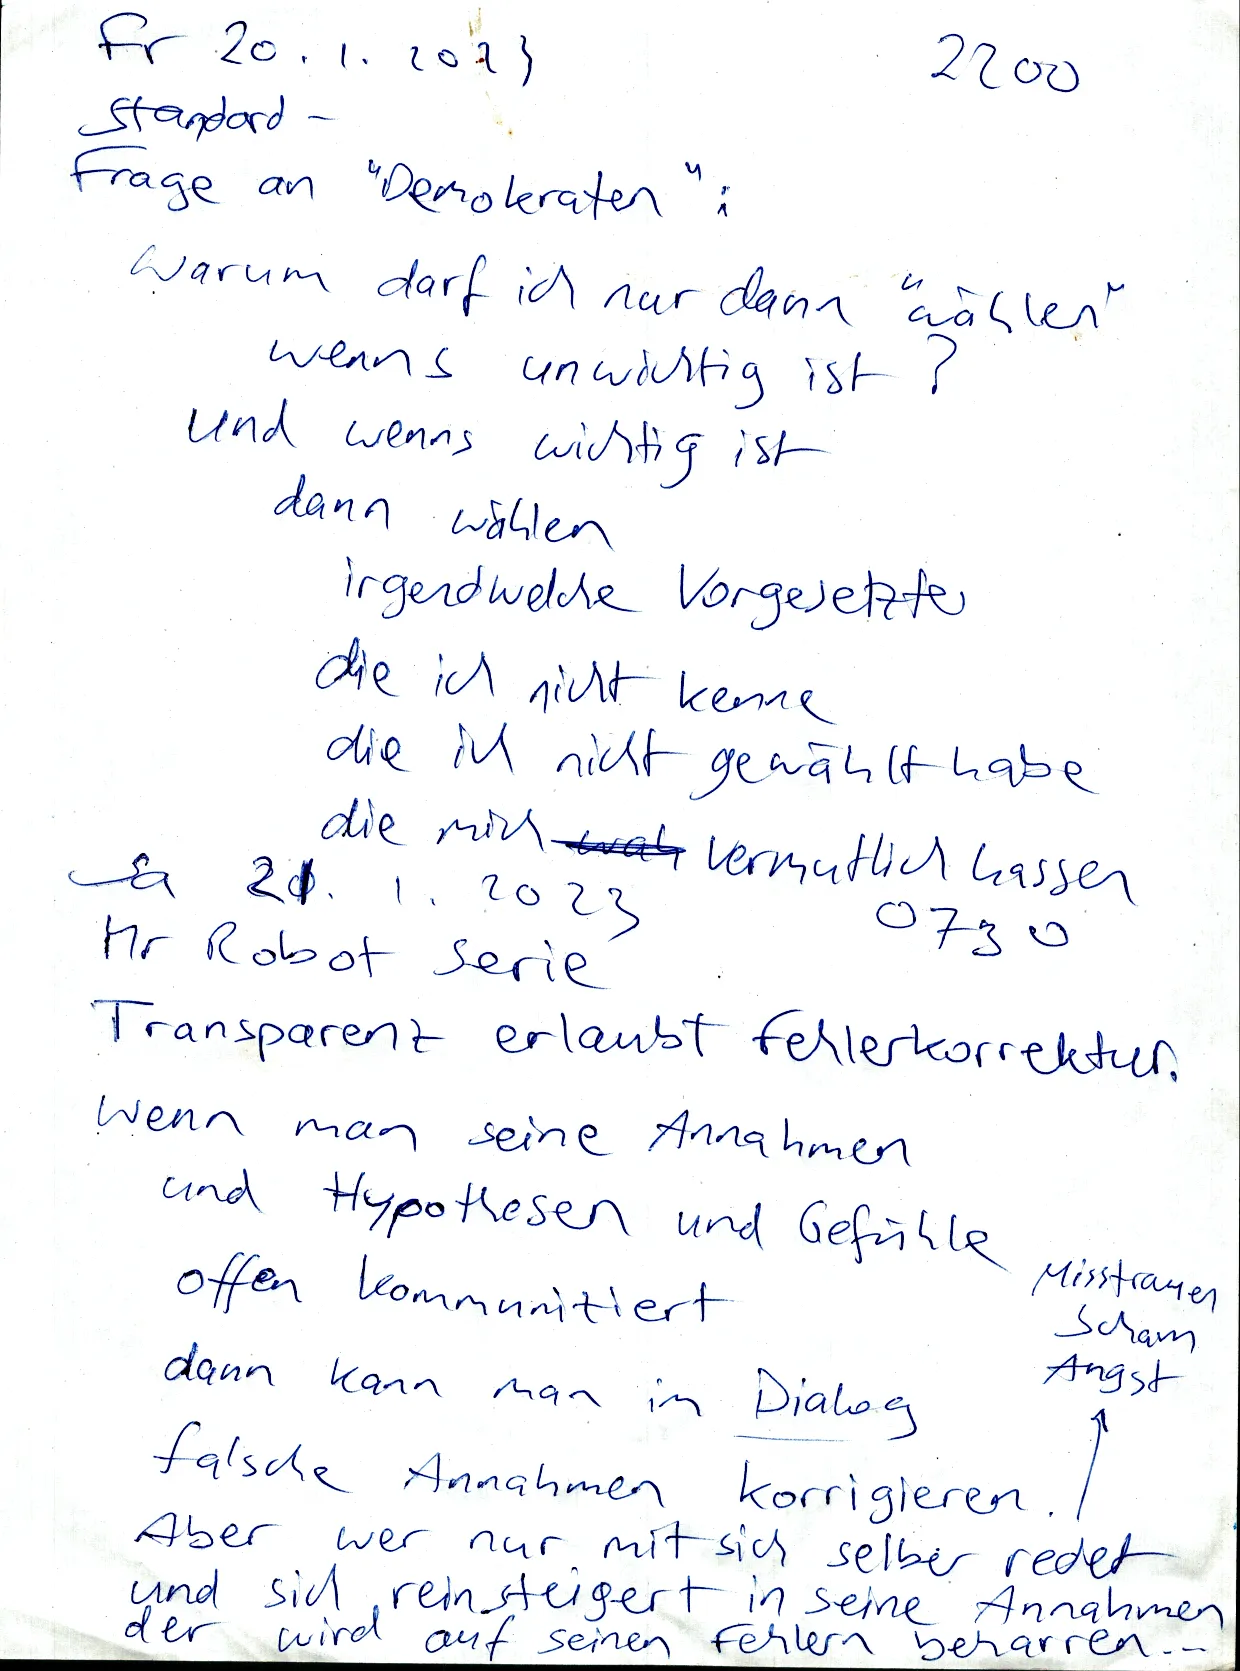 Fr 20.1.2023 2200
Standard-
Frage an "Demokraten":
Warum darf ich nur dann "wählen"
wenns unwichtig ist?
Und wenns wichtig ist
dann wählen
irgendwelche Vorgesetzte
die ich nicht kenne
die ich nicht gewählt habe
die mich wah vermutlich hassen
Sa 21.1.2023 0730
Mr Robot Serie
Transparenz erlaubt Fehlerkorrektur.
Wenn man seine Annahmen
und Hypothesen und Gefühle
offen kommuniziert
Misstrauen
Scham
Angst
dann kann man in Dialog
falsche Annahmen korrigieren.
Aber wer nur mit sich selber redet
und sich reinsteigert in seine Annahmen
der wird auf seinen Fehlern beharren...